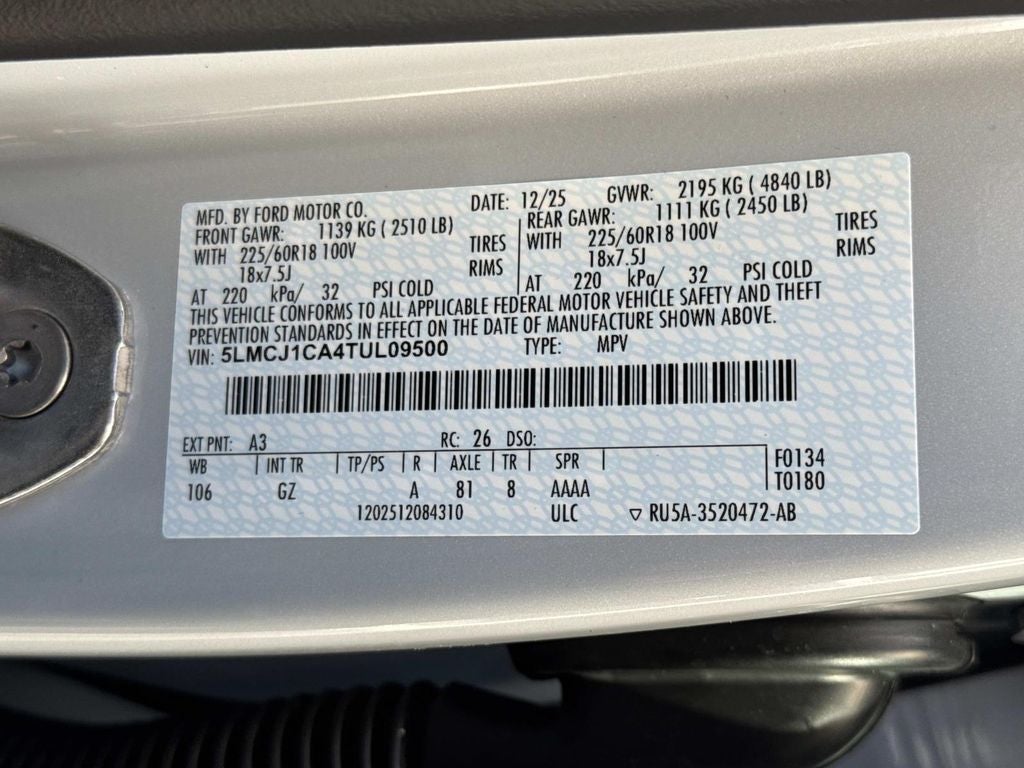 MFD. BY FORD MOTOR CO. DATE: 12/25 GVWR: 2195 KG ( 4840 LB)
FRONT GAWR: 1139 KG ( 2510 LB) REAR GAWR: 1111 KG ( 2450 LB)
WITH 225/60R18 100V TIRES WITH 225/60R18 100V TIRES
18x7.5J RIMS 18x7.5J RIMS
AT 220 kPa/ 32 PSI COLD AT 220 kPa/ 32 PSI COLD
THIS VEHICLE CONFORMS TO ALL APPLICABLE FEDERAL MOTOR VEHICLE SAFETY AND THEFT
PREVENTION STANDARDS IN EFFECT ON THE DATE OF MANUFACTURE SHOWN ABOVE.
VIN: 5LMCJ1CA4TUL09500 TYPE: MPV
EXT PNT: A3 RC: 26 DSO:
WB INT TR TP/PS R AXLE TR SPR F0134
106 GZ A 81 8 AAAA T0180
1202512084310 ULC ▽ RU5A-3520472-AB